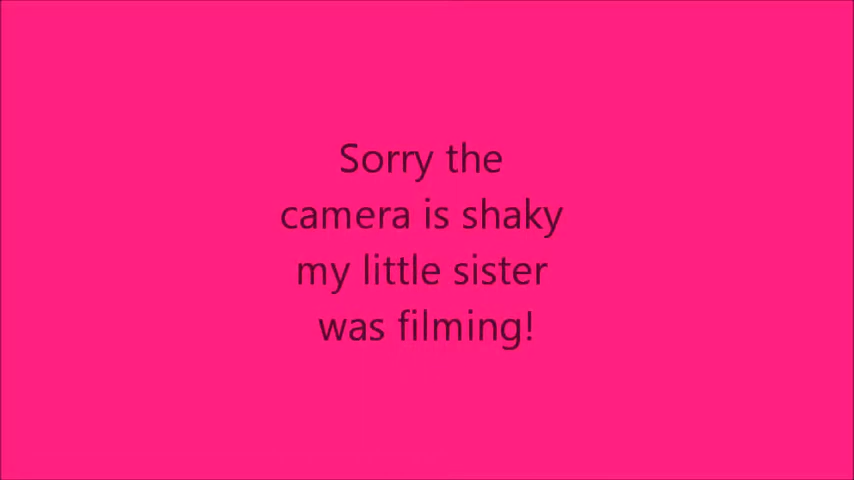 Sorry the
camera is shaky
my little sister
was filming!